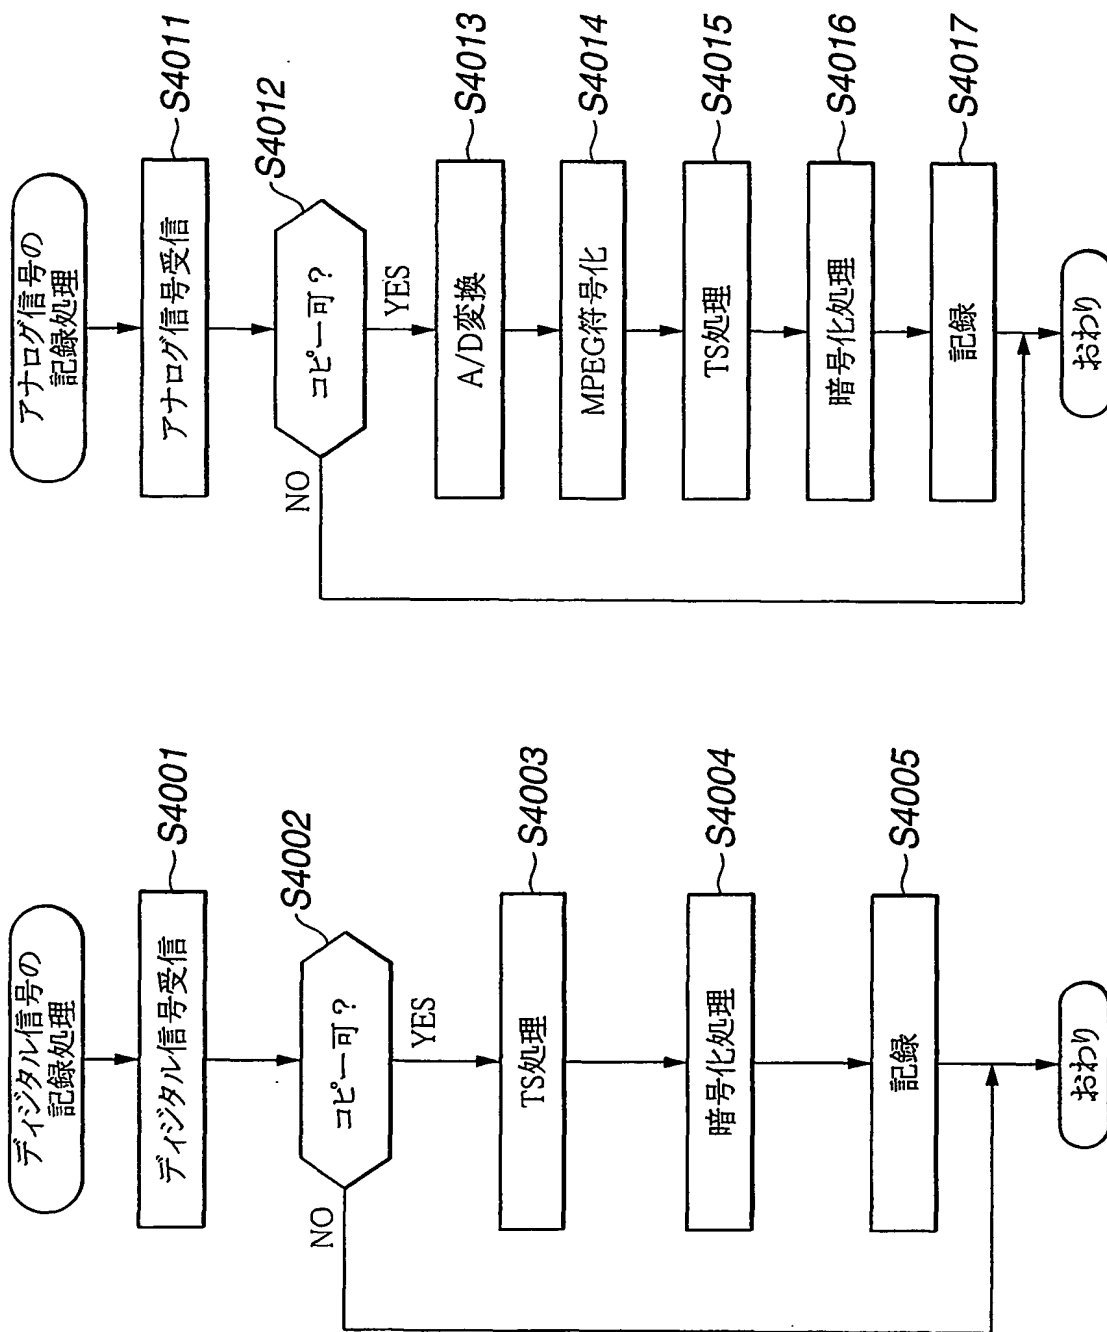 アナログ信号の
記録処理
アナログ信号受信
S4011
コピー可？
S4012
YES
NO
A/D変換
S4013
MPEG符号化
S4014
TS処理
S4015
暗号化処理
S4016
記録
S4017
おわり
ディジタル信号の
記録処理
ディジタル信号受信
S4001
コピー可？
S4002
YES
NO
TS処理
S4003
暗号化処理
S4004
記録
S4005
おわり